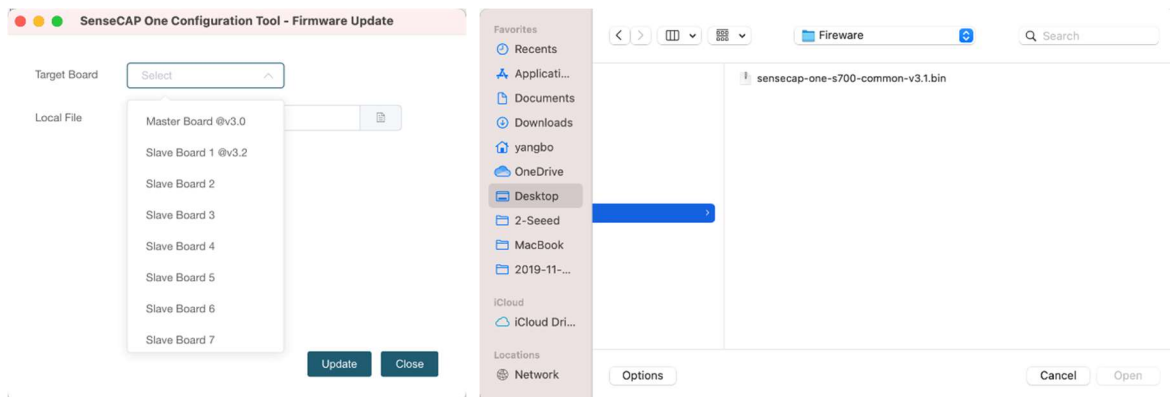 SenseCAP One Configuration Tool - Firmware Update
Target Board
Select
Local File
Master Board @v3.0
Slave Board 1 @v3.2
Slave Board 2
Slave Board 3
Slave Board 4
Slave Board 5
Slave Board 6
Slave Board 7
Update
Close
Favorites
Recents
Applicati...
Documents
Downloads
yangbo
OneDrive
Desktop
2-Seeed
MacBook
2019-11-...
iCloud
iCloud Dri...
Locations
Network
Fireware
Search
sensecap-one-s700-common-v3.1.bin
Options
Cancel
Open